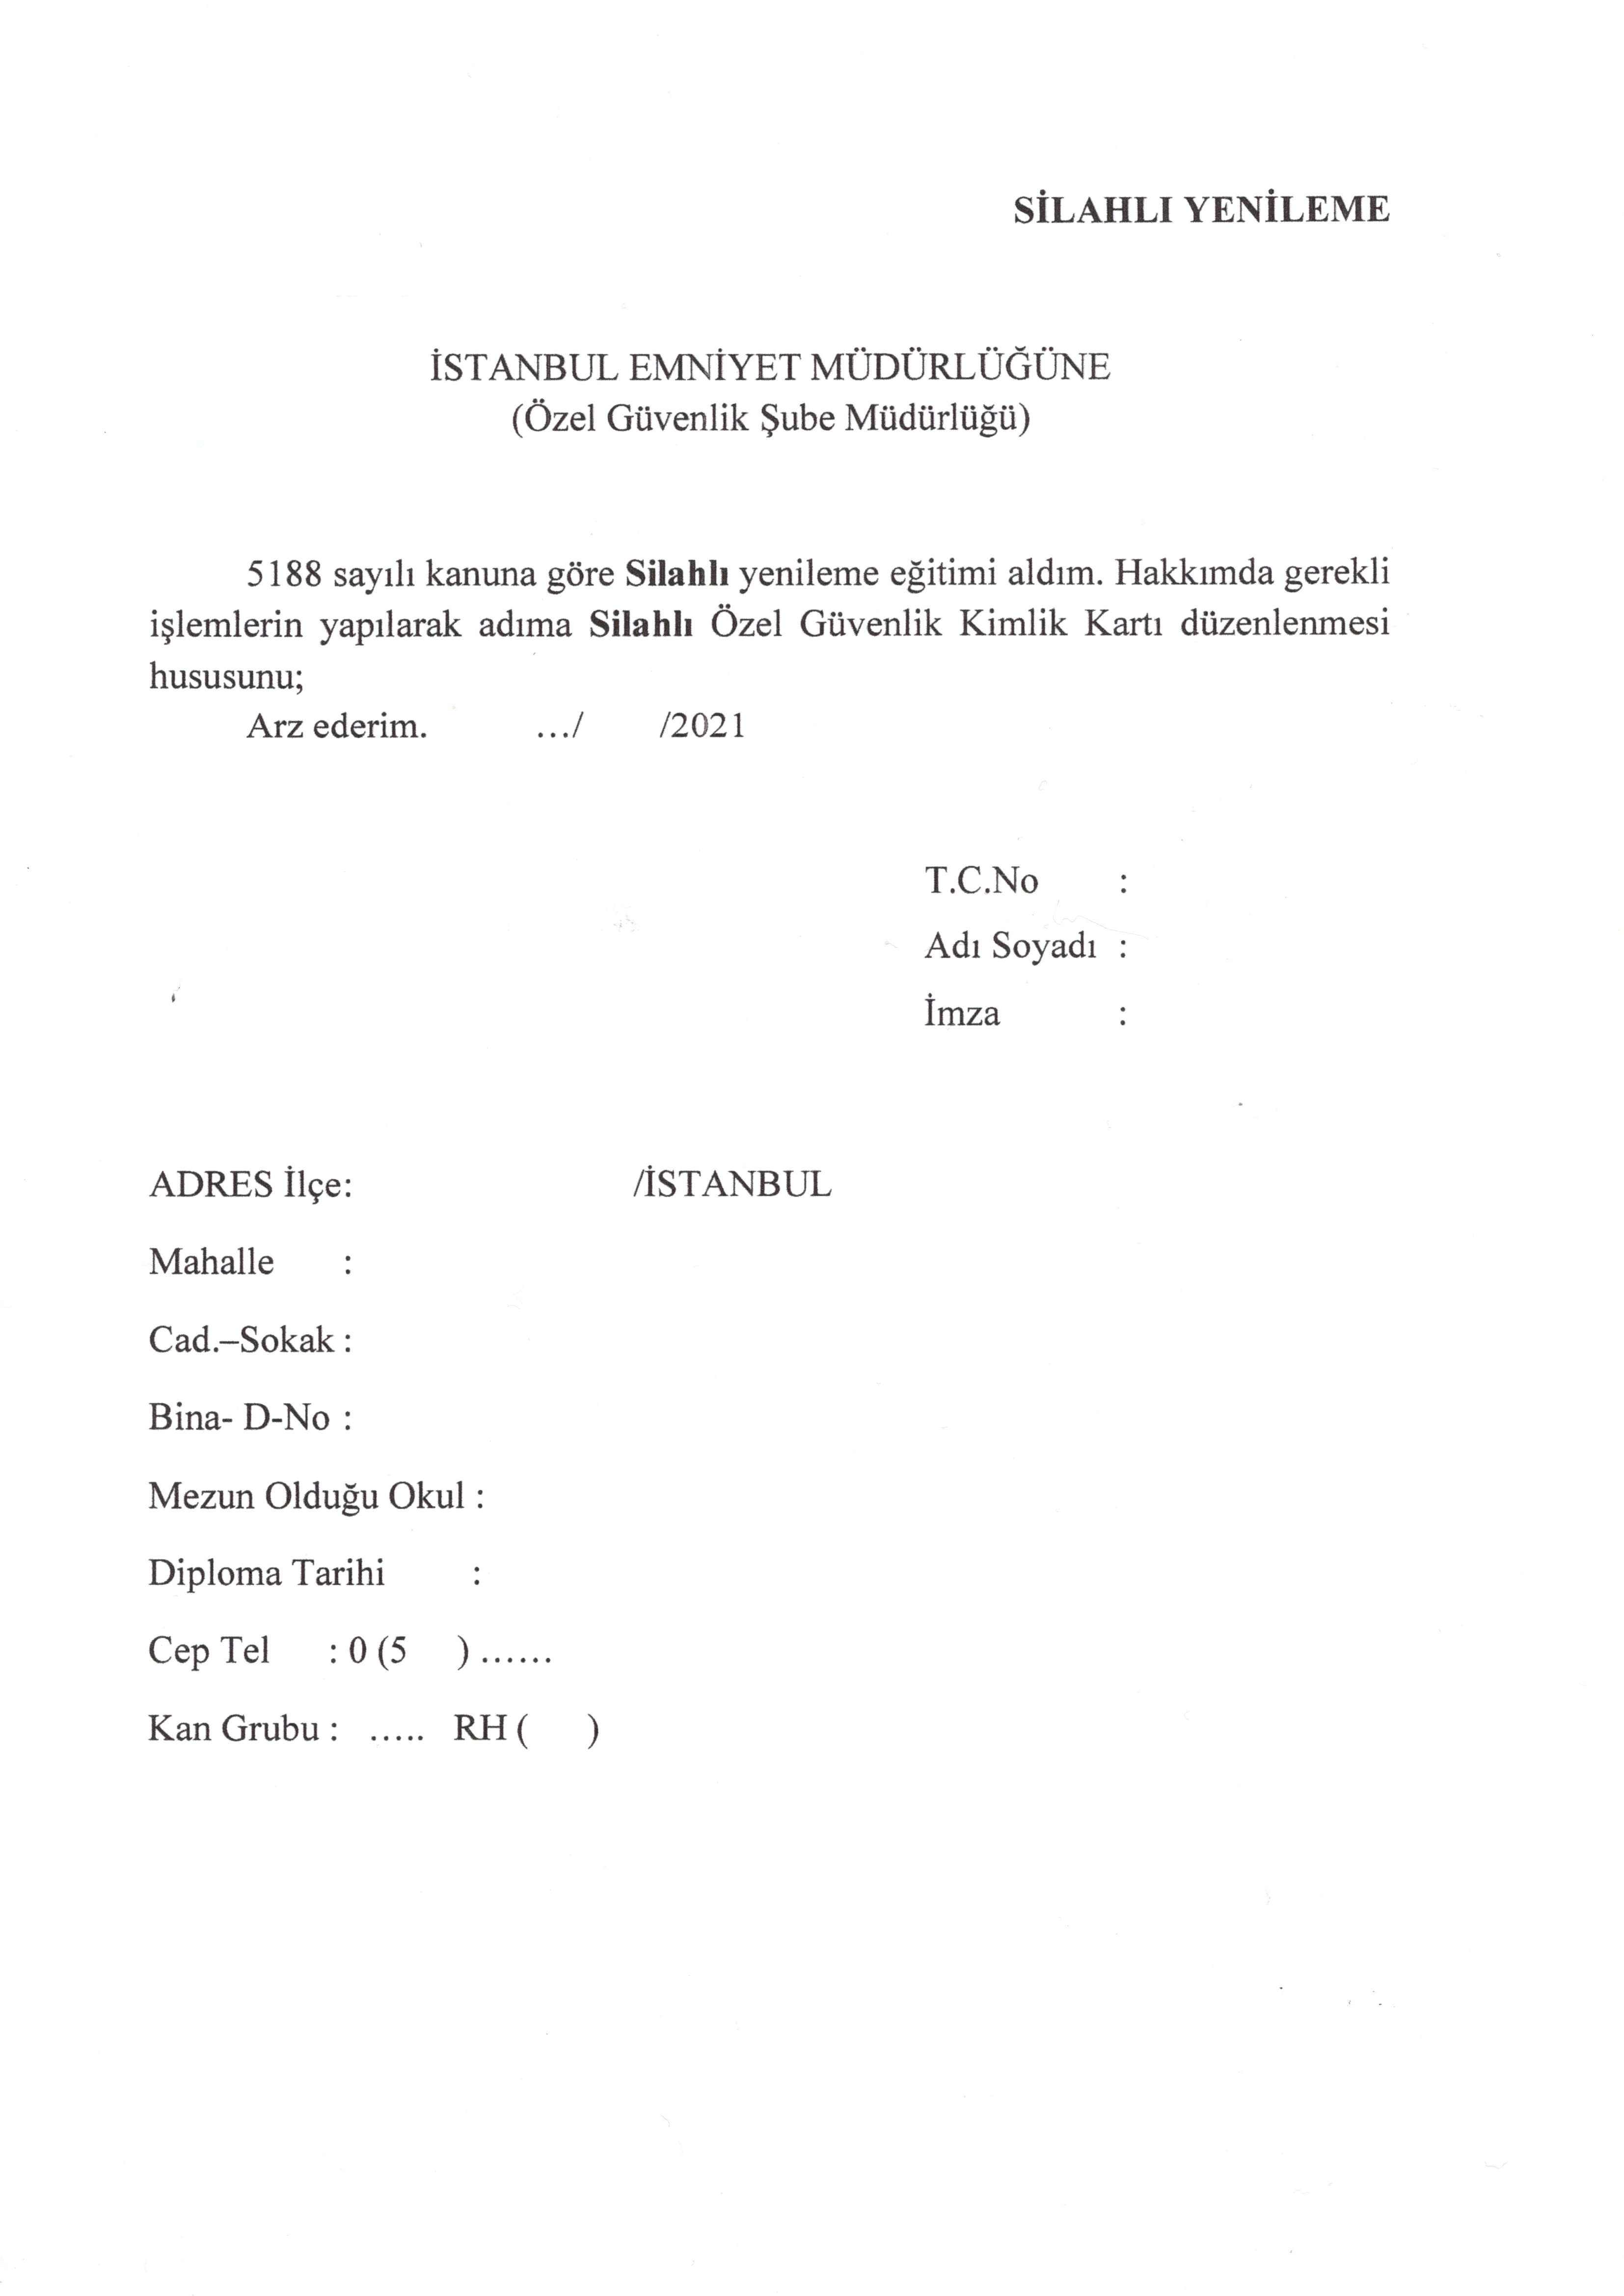 SİLAHLI YENİLEME
İSTANBUL EMNİYET MÜDÜRLÜĞÜNE
(Özel Güvenlik Şube Müdürlüğü)
5188 sayılı kanuna göre Silahlı yenileme eğitimi aldım. Hakkımda gerekli
işlemlerin yapılarak adıma Silahlı Özel Güvenlik Kimlik Kartı düzenlenmesi
hususunu;
Arz ederim. .../ /2021
T.C.No :
Adı Soyadı :
İmza :
ADRES İlçe: /İSTANBUL
Mahalle :
Cad.–Sokak :
Bina- D-No :
Mezun Olduğu Okul :
Diploma Tarihi :
Cep Tel : 0 (5 ) ......
Kan Grubu : ..... RH ( )